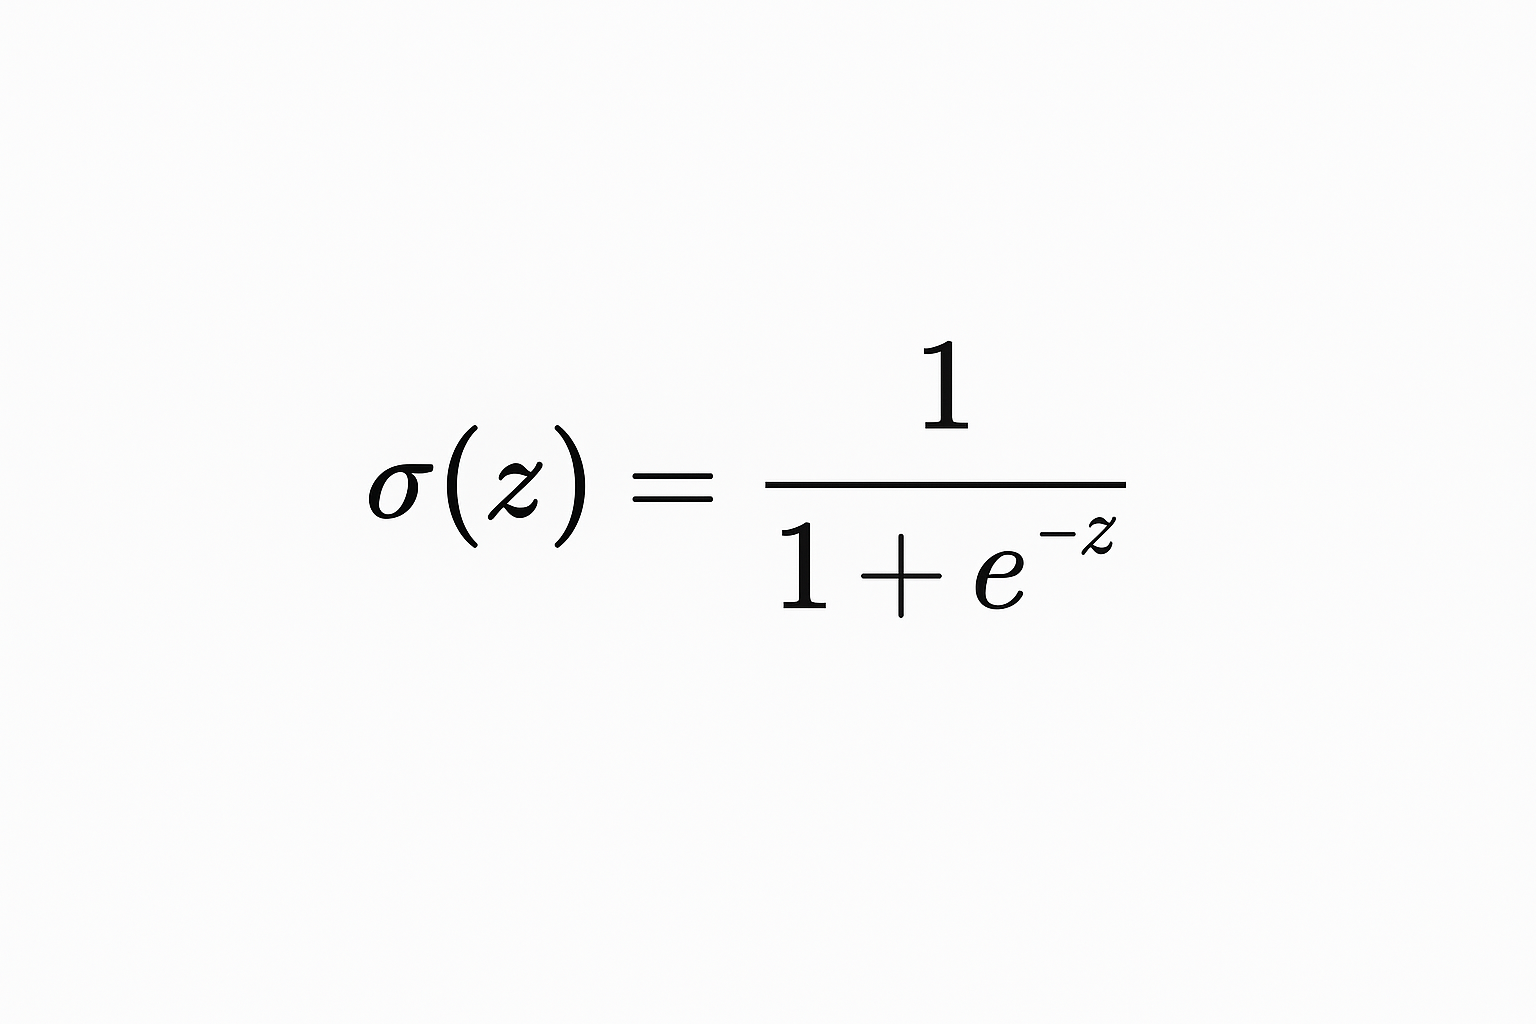 σ(z) = 1 / (1 + e^{-z})